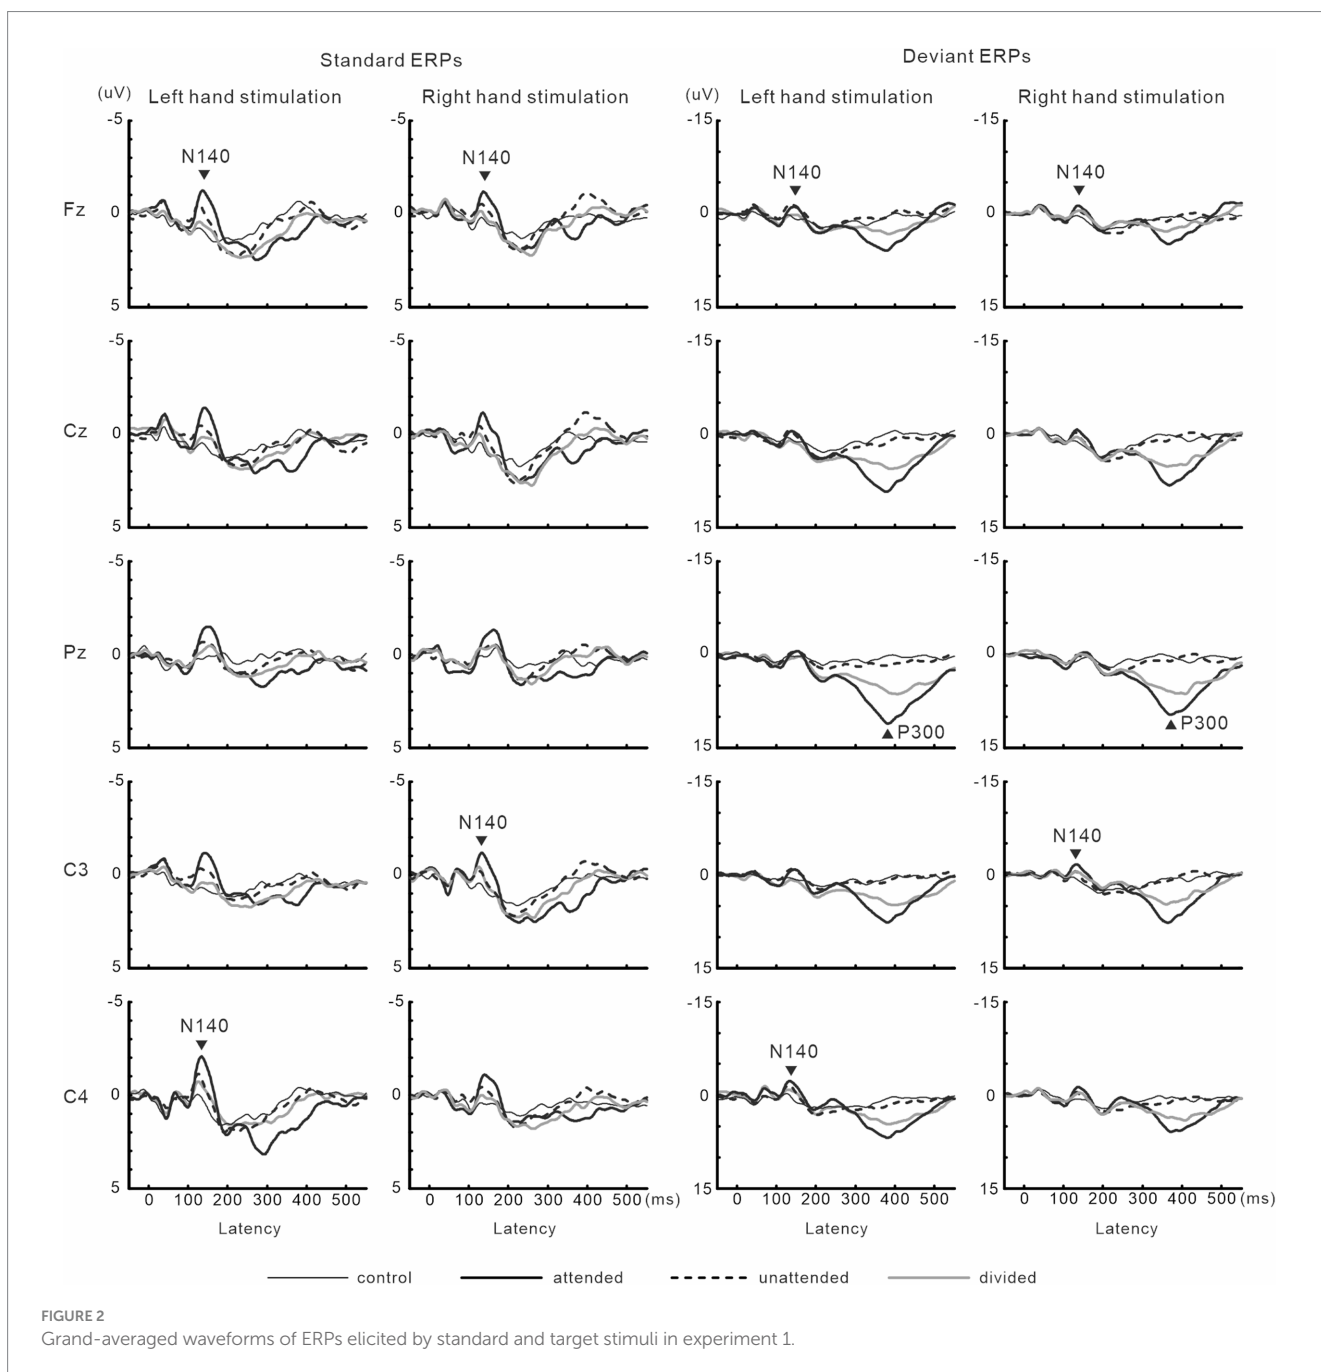 Standard ERPs
Deviant ERPs
(uV) Left hand stimulation Right hand stimulation (uV) Left hand stimulation Right hand stimulation
-5 -5 -15 -15
N140 N140 N140 N140
Fz 0 0 0 0
5 5 15 15
-5 -5 -15 -15
Cz 0 0 0 0
5 5 15 15
-5 -5 -15 -15
Pz 0 0 0 0
P300 P300
5 5 15 15
-5 -5 -15 -15
N140 N140
C3 0 0 0 0
5 5 15 15
-5 -5 -15 -15
N140 N140
C4 0 0 0 0
5 5 15 15
0 100 200 300 400 500 0 100 200 300 400 500 (ms) 0 100 200 300 400 500 0 100 200 300 400 500 (ms)
Latency Latency Latency Latency
control attended unattended divided
FIGURE 2
Grand-averaged waveforms of ERPs elicited by standard and target stimuli in experiment 1.